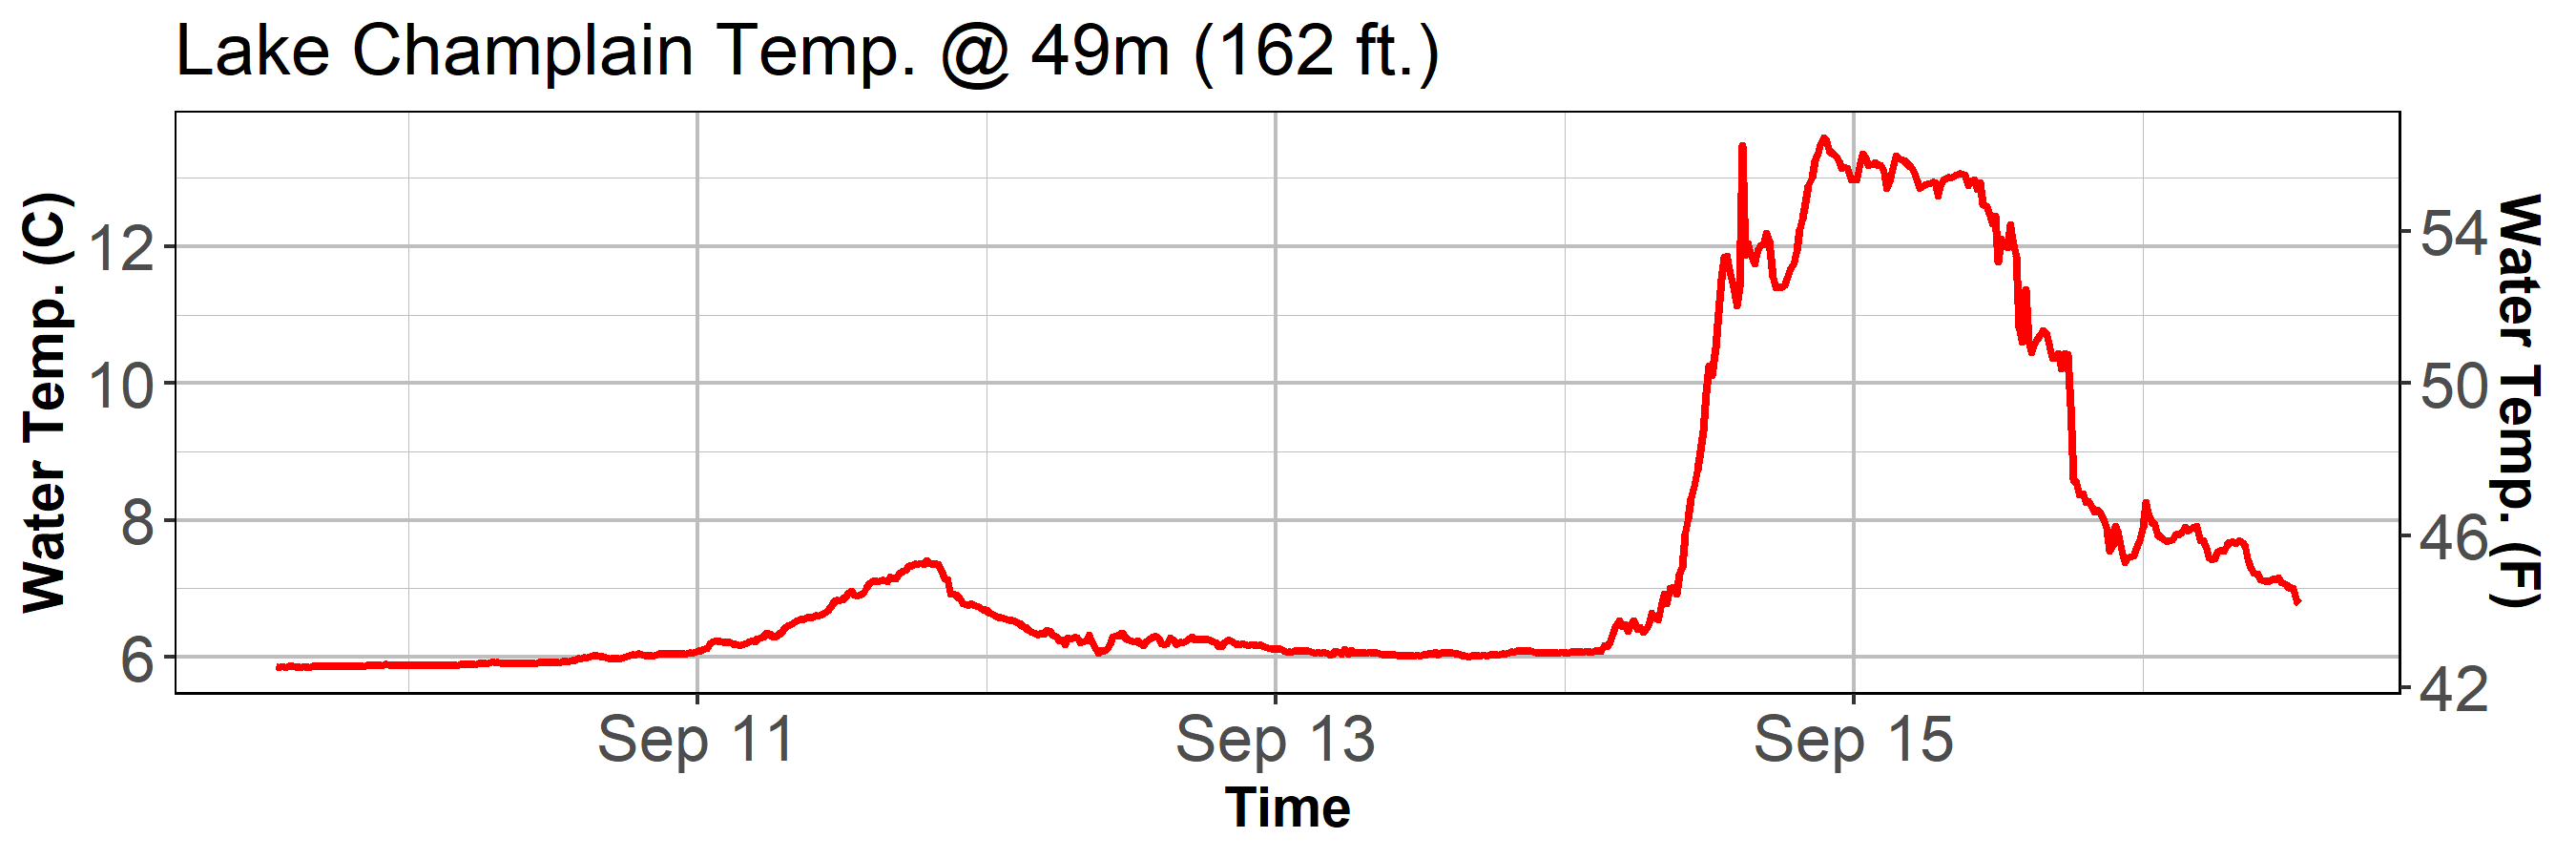 Lake Champlain Temp. @ 49m (162 ft.)
Water Temp. (C)
12
10
8
6
54
50
46
42
Water Temp. (F)
Sep 11
Sep 13
Sep 15
Time